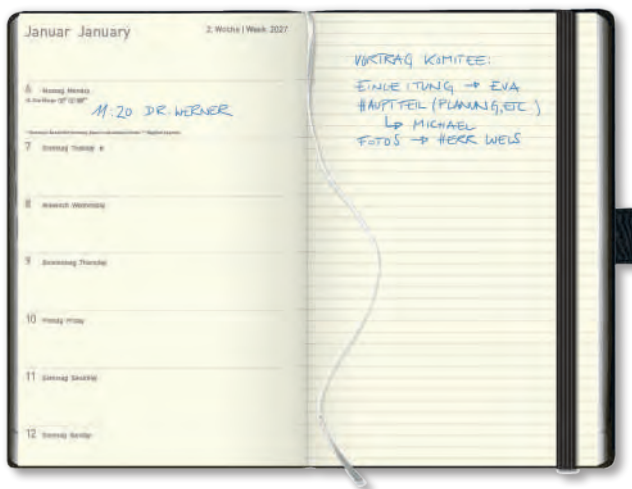 Januar January
2. Woche | Week 2027
6 Montag Monday
11:20 DR. WERNER
7 Dienstag Tuesday
8 Mittwoch Wednesday
9 Donnerstag Thursday
10 Freitag Friday
11 Samstag Saturday
12 Sonntag Sunday
VORTRAG KOMITEE:
EINLEITUNG → EVA
HAUPTTEIL (PLANUNG, ETC.)
↳ MICHAEL
FOTOS → HERR WEIS